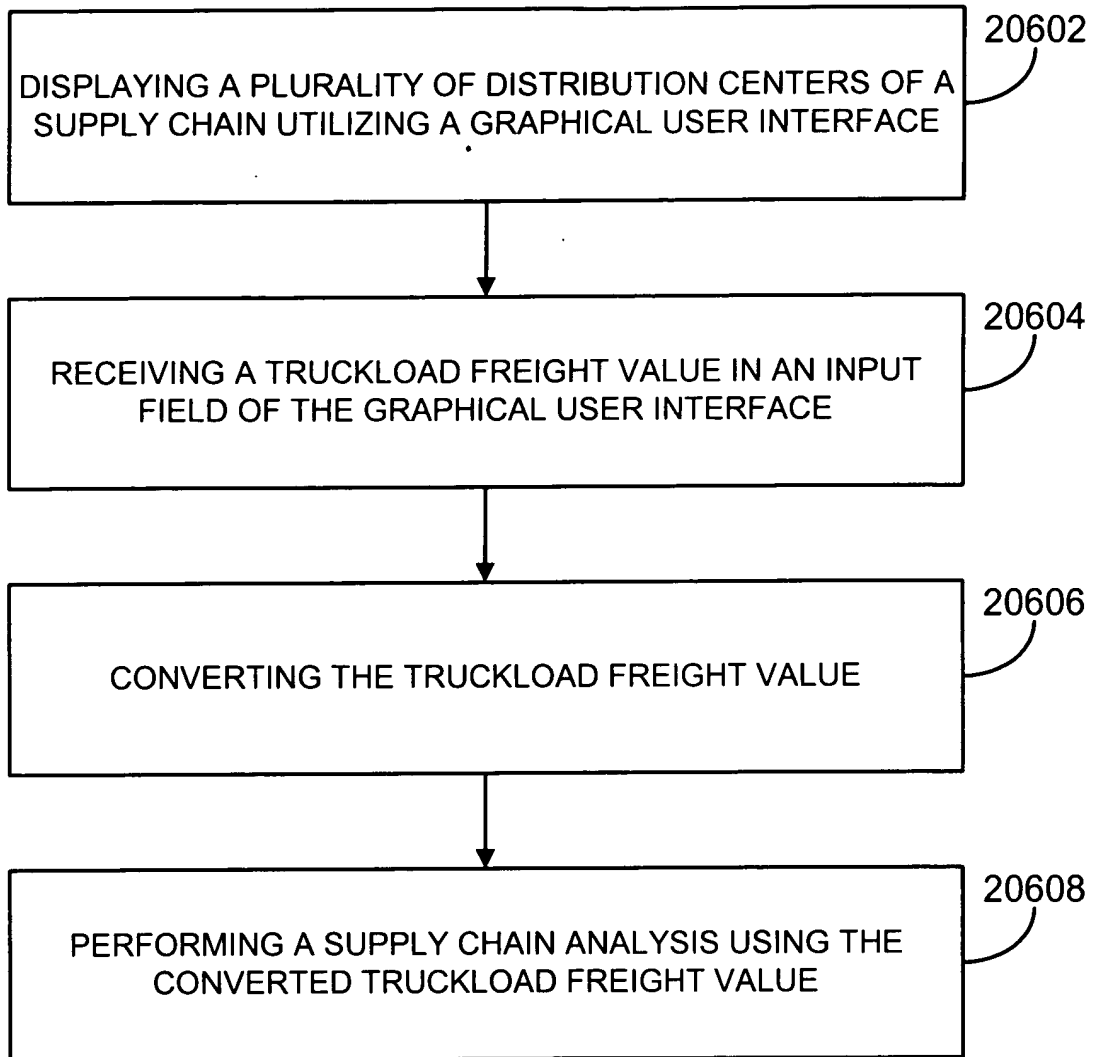 20602
DISPLAYING A PLURALITY OF DISTRIBUTION CENTERS OF A
SUPPLY CHAIN UTILIZING A GRAPHICAL USER INTERFACE
20604
RECEIVING A TRUCKLOAD FREIGHT VALUE IN AN INPUT
FIELD OF THE GRAPHICAL USER INTERFACE
20606
CONVERTING THE TRUCKLOAD FREIGHT VALUE
20608
PERFORMING A SUPPLY CHAIN ANALYSIS USING THE
CONVERTED TRUCKLOAD FREIGHT VALUE